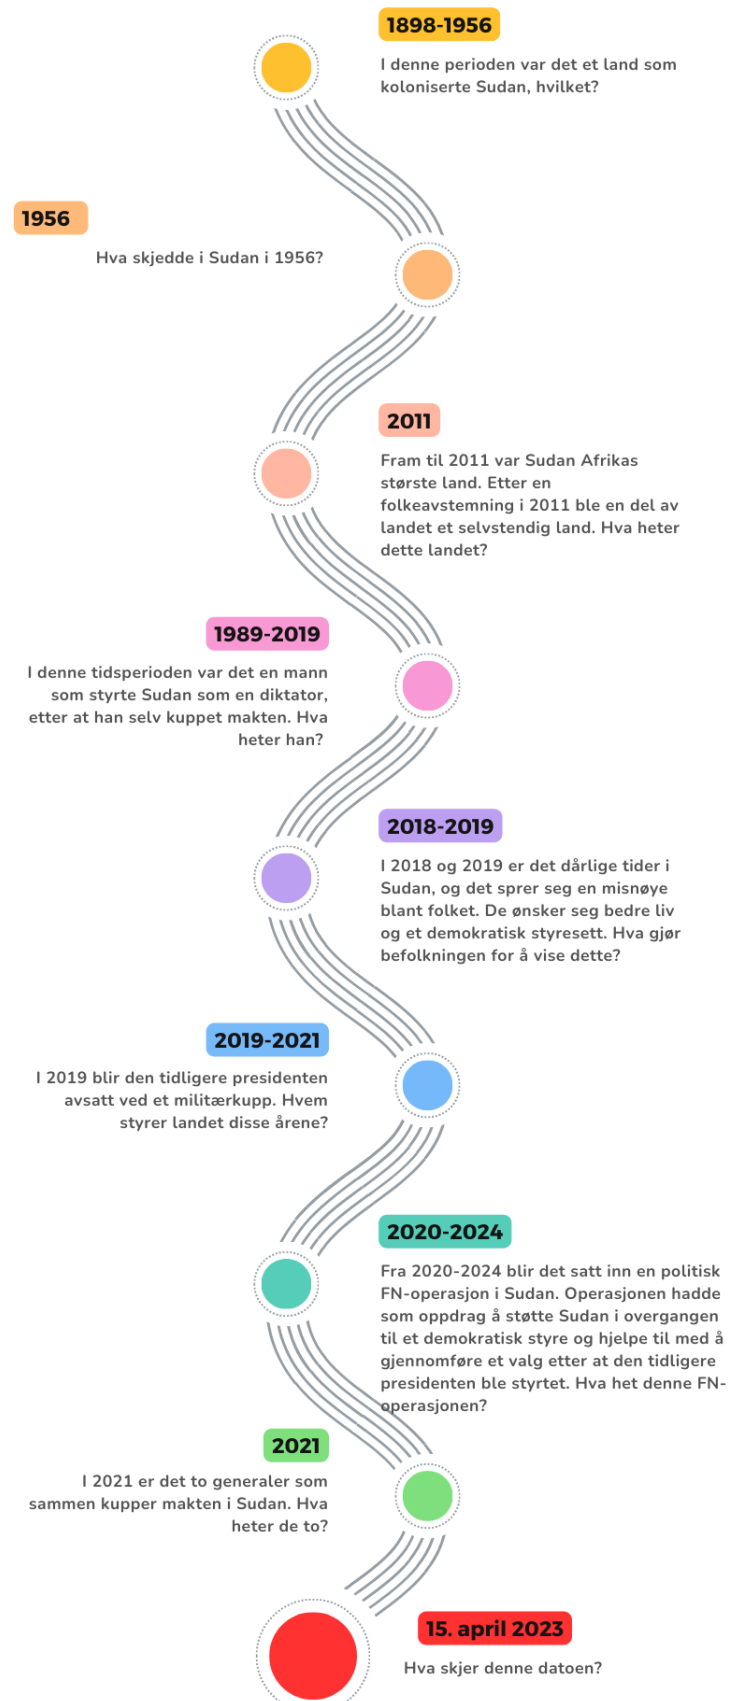 1898-1956
I denne perioden var det et land som
koloniserte Sudan, hvilket?
1956
Hva skjedde i Sudan i 1956?
2011
Fram til 2011 var Sudan Afrikas
største land. Etter en
folkeavstemning i 2011 ble en del av
landet et selvstendig land. Hva heter
dette landet?
1989-2019
I denne tidsperioden var det en mann
som styrte Sudan som en diktator,
etter at han selv kuppet makten. Hva
heter han?
2018-2019
I 2018 og 2019 er det dårlige tider i
Sudan, og det sprer seg en misnøye
blant folket. De ønsker seg bedre liv
og et demokratisk styresett. Hva gjør
befolkningen for å vise dette?
2019-2021
I 2019 blir den tidligere presidenten
avsatt ved et militærkupp. Hvem
styrer landet disse årene?
2020-2024
Fra 2020-2024 blir det satt inn en politisk
FN-operasjon i Sudan. Operasjonen hadde
som oppdrag å støtte Sudan i overgangen
til et demokratisk styre og hjelpe til med å
gjennomføre et valg etter at den tidligere
presidenten ble styrtet. Hva het denne FN-
operasjonen?
2021
I 2021 er det to generaler som
sammen kupper makten i Sudan. Hva
heter de to?
15. april 2023
Hva skjer denne datoen?